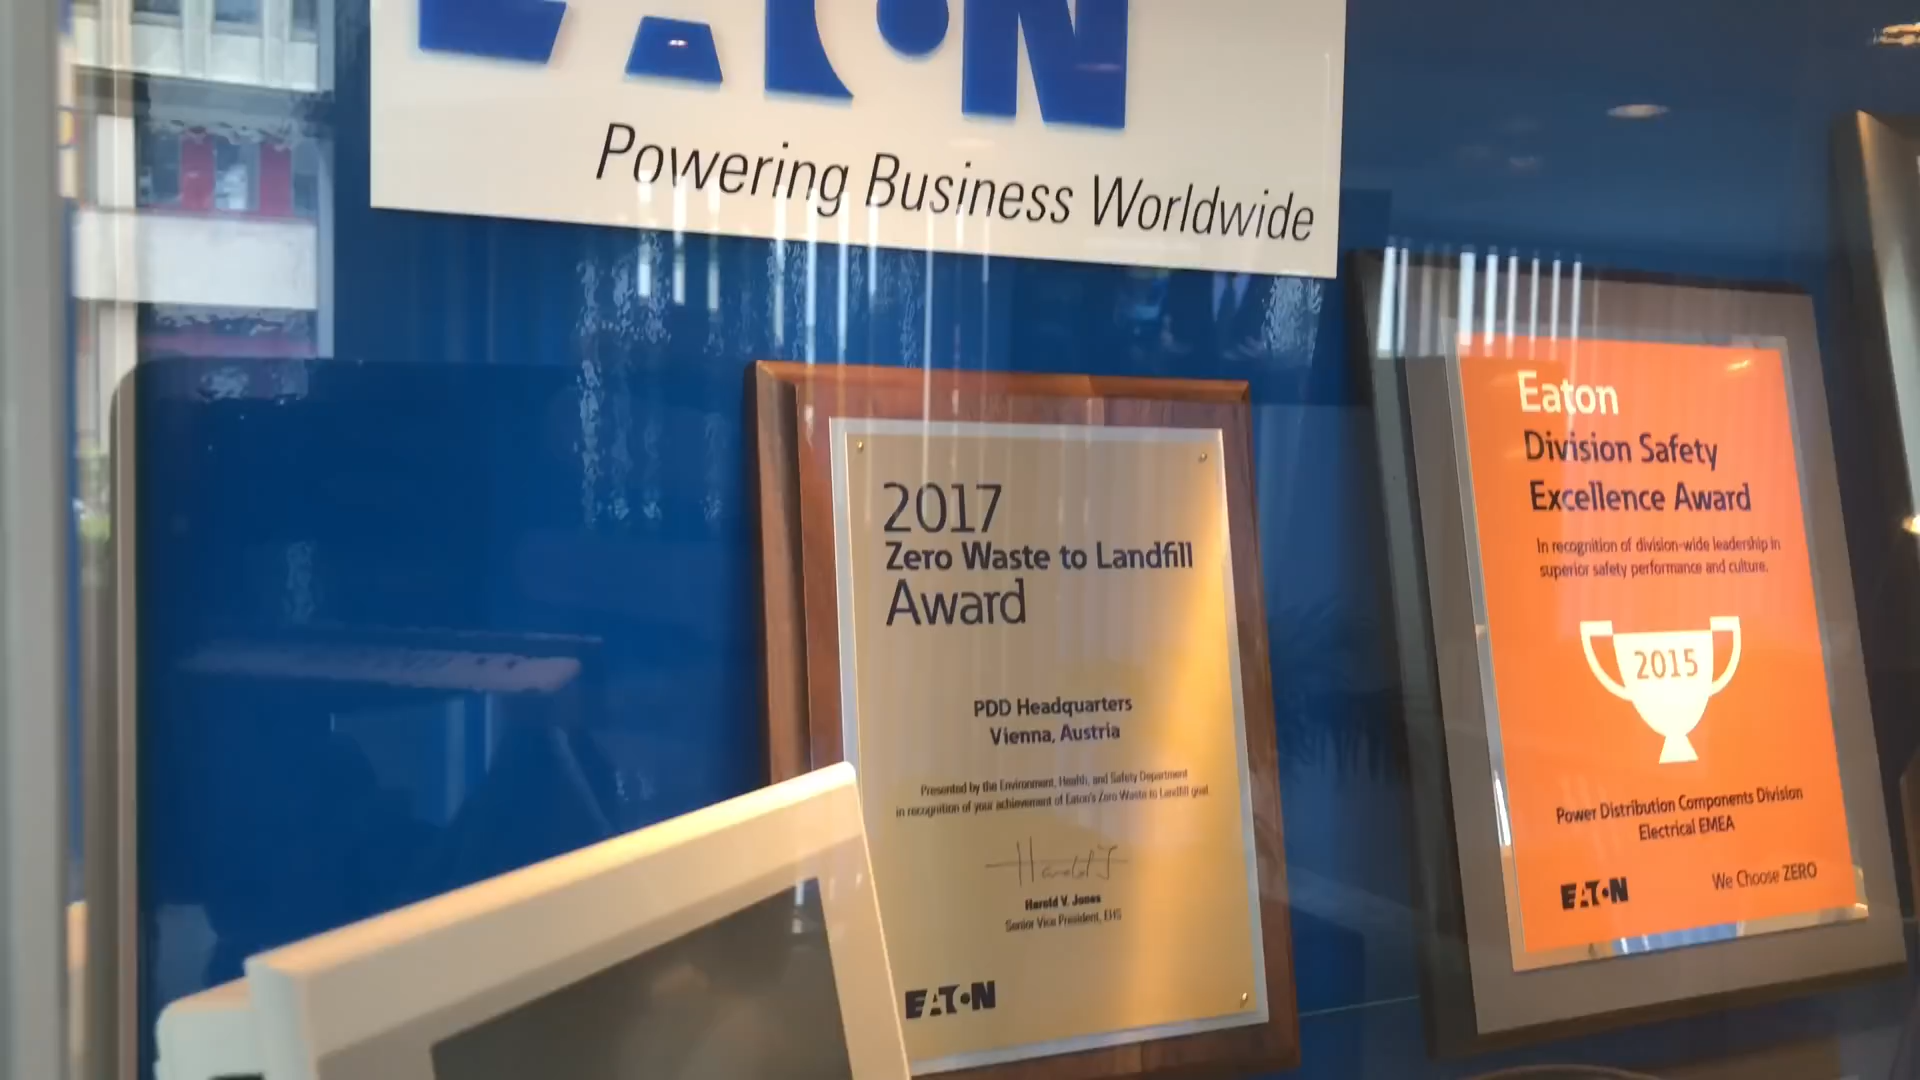 EATON
Powering Business Worldwide
2017
Zero Waste to Landfill
Award
PDD Headquarters
Vienna, Austria
Presented by the Environment, Health, and Safety Department
in recognition of your achievement of Eaton's Zero Waste to Landfill goal.
Harold V. Jones
Senior Vice President, EHS
EATON
Eaton
Division Safety
Excellence Award
In recognition of division-wide leadership in
superior safety performance and culture.
2015
Power Distribution Components Division
Electrical EMEA
EATON
We Choose ZERO